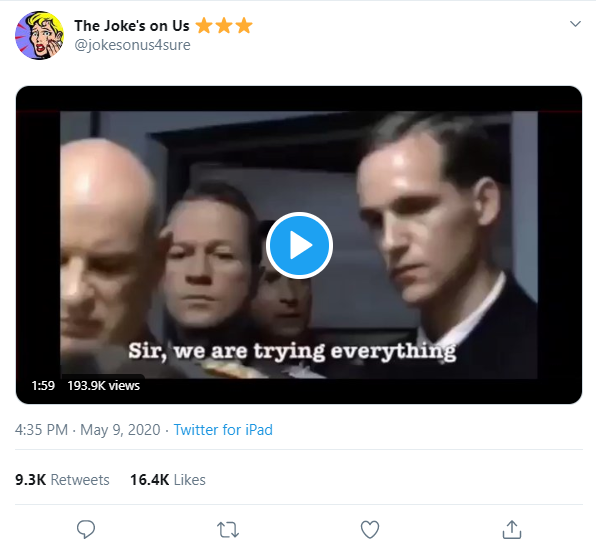 The Joke's on Us ⭐⭐⭐
@jokesonus4sure
Sir, we are trying everything
1:59 193.9K views
4:35 PM · May 9, 2020 · Twitter for iPad
9.3K Retweets 16.4K Likes